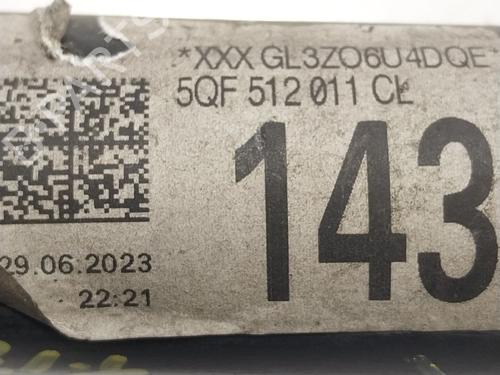 *XXX GL3ZO6U4DQE
5QF 512 011 CL
143
29.06.2023
22:21